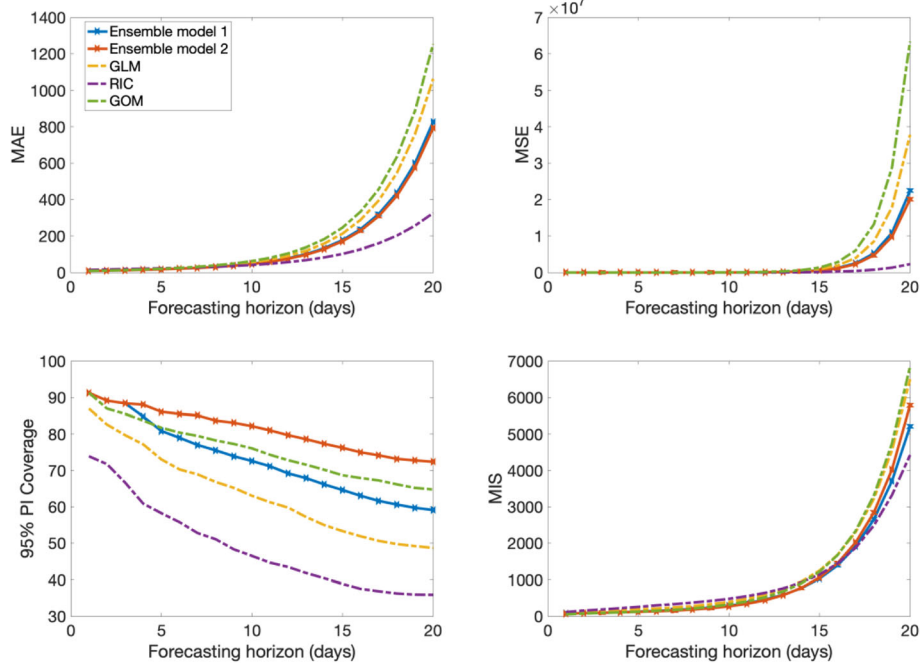 1400
1200
1000
800
600
400
200
0
MAE
Ensemble model 1
Ensemble model 2
GLM
RIC
GOM
0 5 10 15 20
Forecasting horizon (days)
× 10⁷
7
6
5
4
3
2
1
0
MSE
0 5 10 15 20
Forecasting horizon (days)
100
90
80
70
60
50
40
30
95% PI Coverage
0 5 10 15 20
Forecasting horizon (days)
7000
6000
5000
4000
3000
2000
1000
0
MIS
0 5 10 15 20
Forecasting horizon (days)